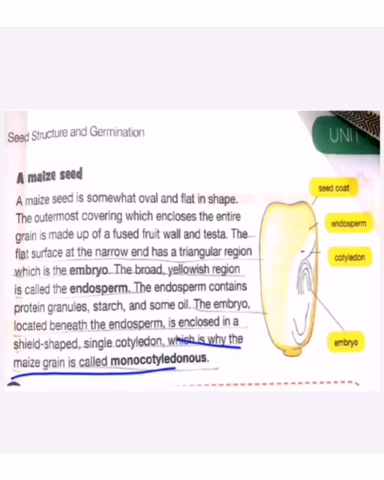 Seed Structure and Germination
UNI
A maize seed
A maize seed is somewhat oval and flat in shape.
The outermost covering which encloses the entire
grain is made up of a fused fruit wall and testa. The
flat surface at the narrow end has a triangular region
which is the embryo. The broad, yellowish region
is called the endosperm. The endosperm contains
protein granules, starch, and some oil. The embryo,
located beneath the endosperm, is enclosed in a
shield-shaped, single cotyledon, which is why the
maize grain is called monocotyledonous.
seed coat
endosperm
cotyledon
embryo